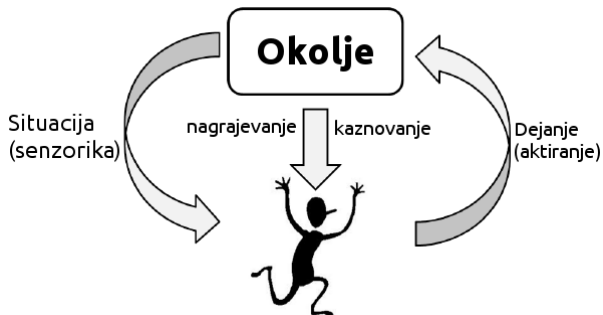 Okolje
Situacija
(senzorika)
nagrajevanje
kaznovanje
Dejanje
(aktiranje)